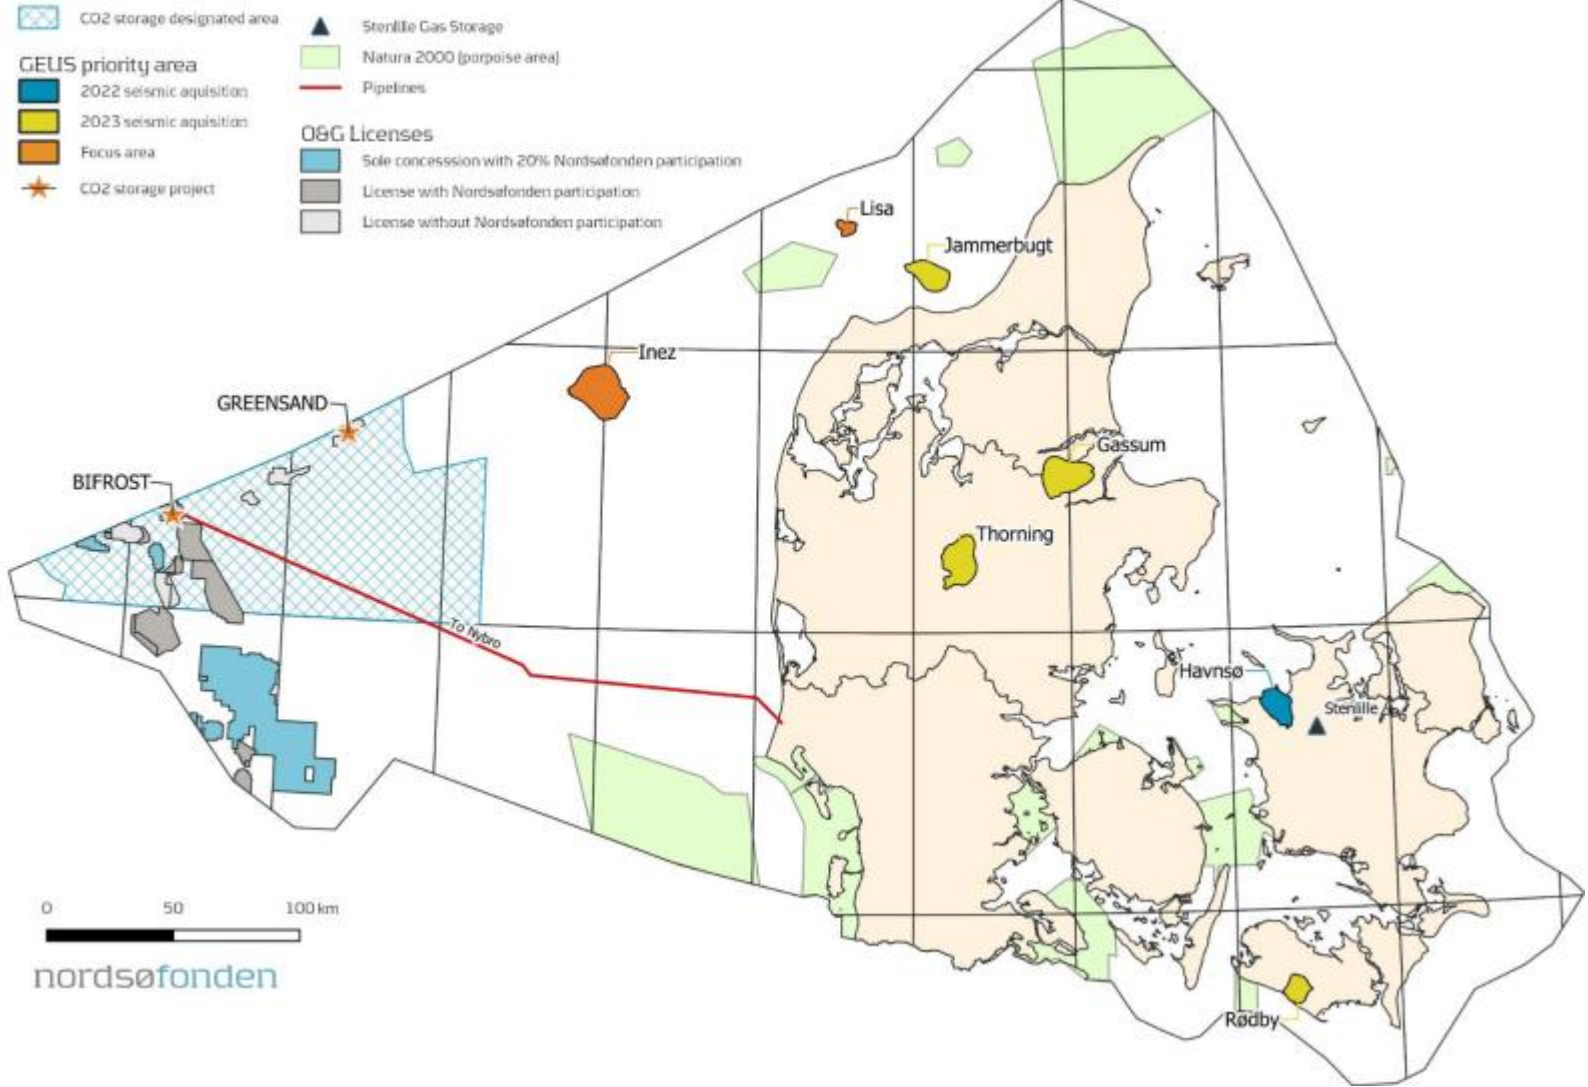 CO2 storage designated area
GEUS priority area
2022 seismic aquisition
2023 seismic aquisition
Focus area
CO2 storage project
Stenlille Gas Storage
Natura 2000 (porpoise area)
Pipelines
O&G Licenses
Sole concesssion with 20% Nordsøfonden participation
License with Nordsøfonden participation
License without Nordsøfonden participation
Lisa
Jammerbugt
Inez
GREENSAND
BIFROST
Gassum
Thorning
To Nybro
Havnsø
Stenlille
Rødby
0 50 100 km
nordsøfonden